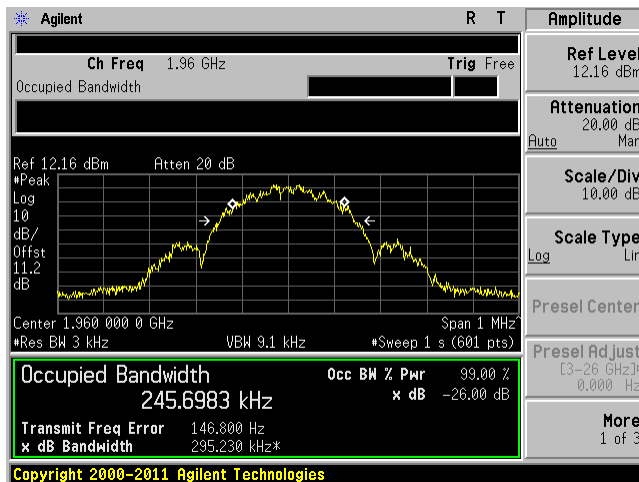 Agilent R T
Amplitude
Ch Freq 1.96 GHz Trig Free
Occupied Bandwidth
Ref Level
12.16 dBm
Attenuation
20.00 dB
Auto Man
Scale/Div
10.00 dB
Scale Type
Log Lin
Presel Center
Presel Adjust
[3-26 GHz]
0.000 Hz
More
1 of 3
Ref 12.16 dBm Atten 20 dB
#Peak
Log
10
dB/
Offst
11.2
dB
Center 1.960 000 0 GHz Span 1 MHz^
#Res BW 3 kHz VBW 9.1 kHz #Sweep 1 s (601 pts)
Occupied Bandwidth Occ BW % Pwr 99.00 %
245.6983 kHz x dB -26.00 dB
Transmit Freq Error 146.800 Hz
x dB Bandwidth 295.230 kHz*
Copyright 2000-2011 Agilent Technologies